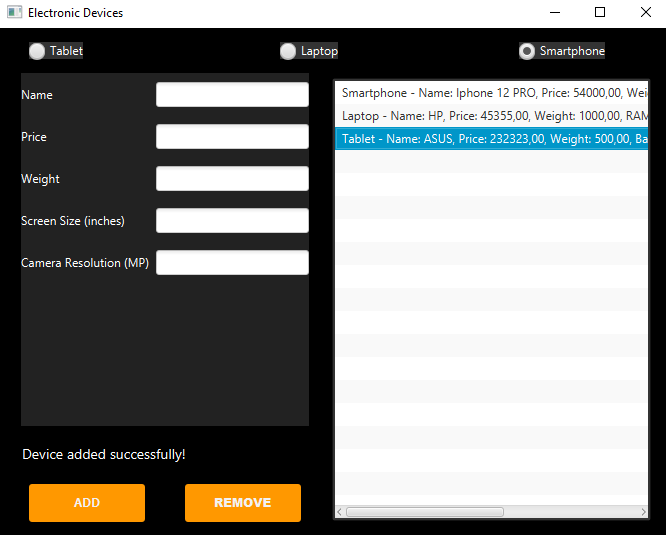 Electronic Devices
Tablet
Laptop
Smartphone
Name
Price
Weight
Screen Size (inches)
Camera Resolution (MP)
Smartphone - Name: Iphone 12 PRO, Price: 54000,00, Wei
Laptop - Name: HP, Price: 45355,00, Weight: 1000,00, RAM
Tablet - Name: ASUS, Price: 232323,00, Weight: 500,00, Ba
Device added successfully!
ADD
REMOVE